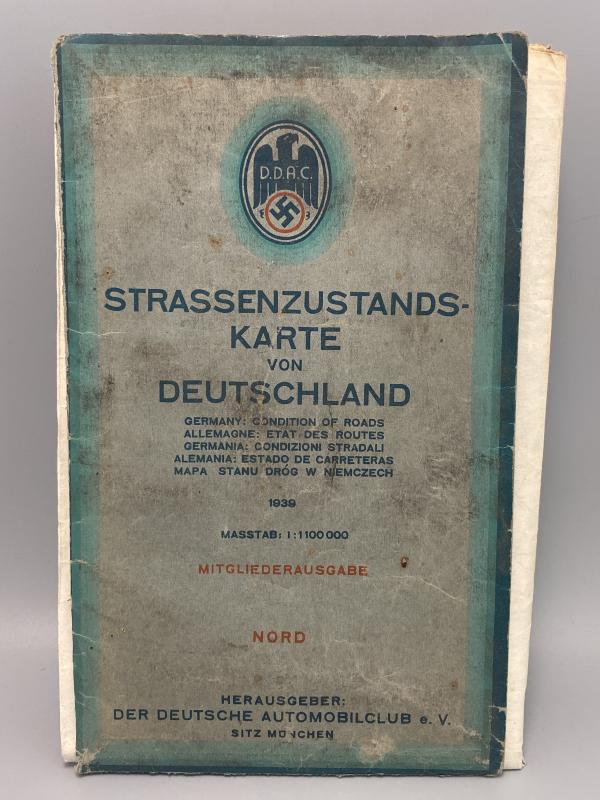 D.D.A.C.
E
STRASSENZUSTANDS-
KARTE
VON
DEUTSCHLAND
GERMANY: CONDITION OF ROADS
ALLEMAGNE: ETAT DES ROUTES
GERMANIA: CONDIZIONI STRADALI
ALEMANIA: ESTADO DE CARRETERAS
MAPA STANU DRÓG W NIEMCZECH
1939
MASSTAB: 1:1100000
MITGLIEDERAUSGABE
NORD
HERAUSGEBER:
DER DEUTSCHE AUTOMOBILCLUB e. V.
SITZ MÜNCHEN